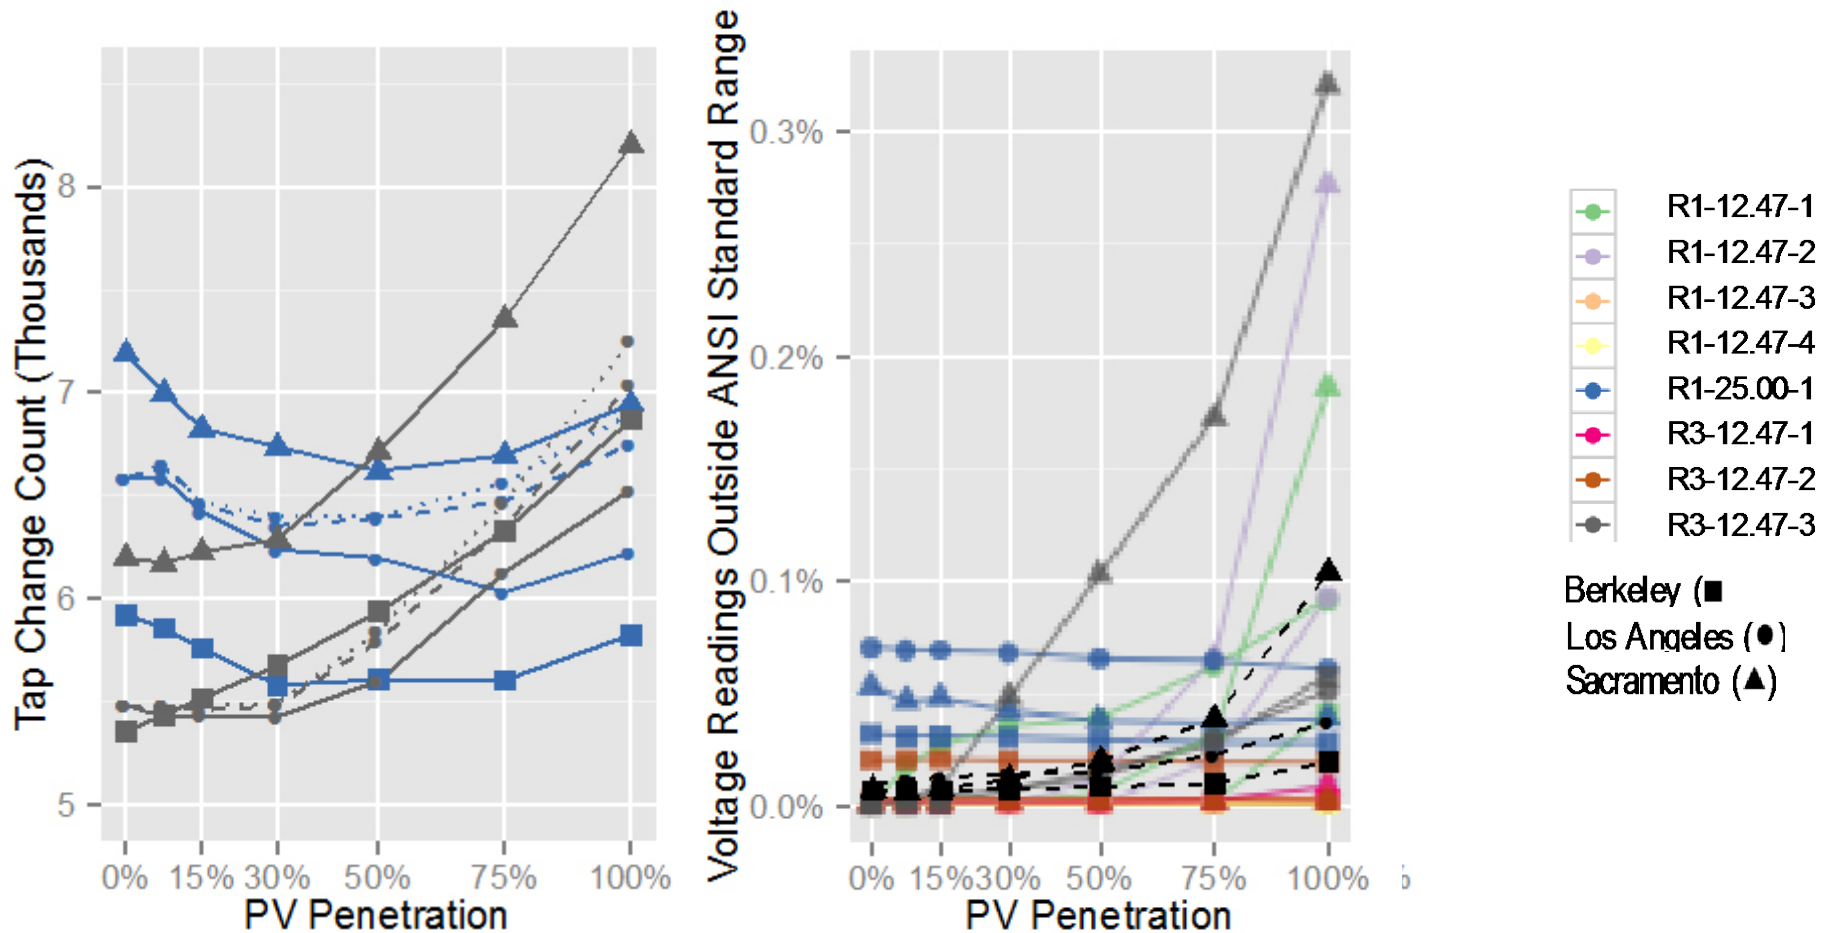 Tap Change Count (Thousands)
8
7
6
5
0% 15% 30% 50% 75% 100%
PV Penetration
Voltage Readings Outside ANSI Standard Range
0.3%
0.2%
0.1%
0.0%
0% 15% 30% 50% 75% 100% %
PV Penetration
R1-12.47-1
R1-12.47-2
R1-12.47-3
R1-12.47-4
R1-25.00-1
R3-12.47-1
R3-12.47-2
R3-12.47-3
Berkeley (■
Los Angeles (●)
Sacramento (▲)